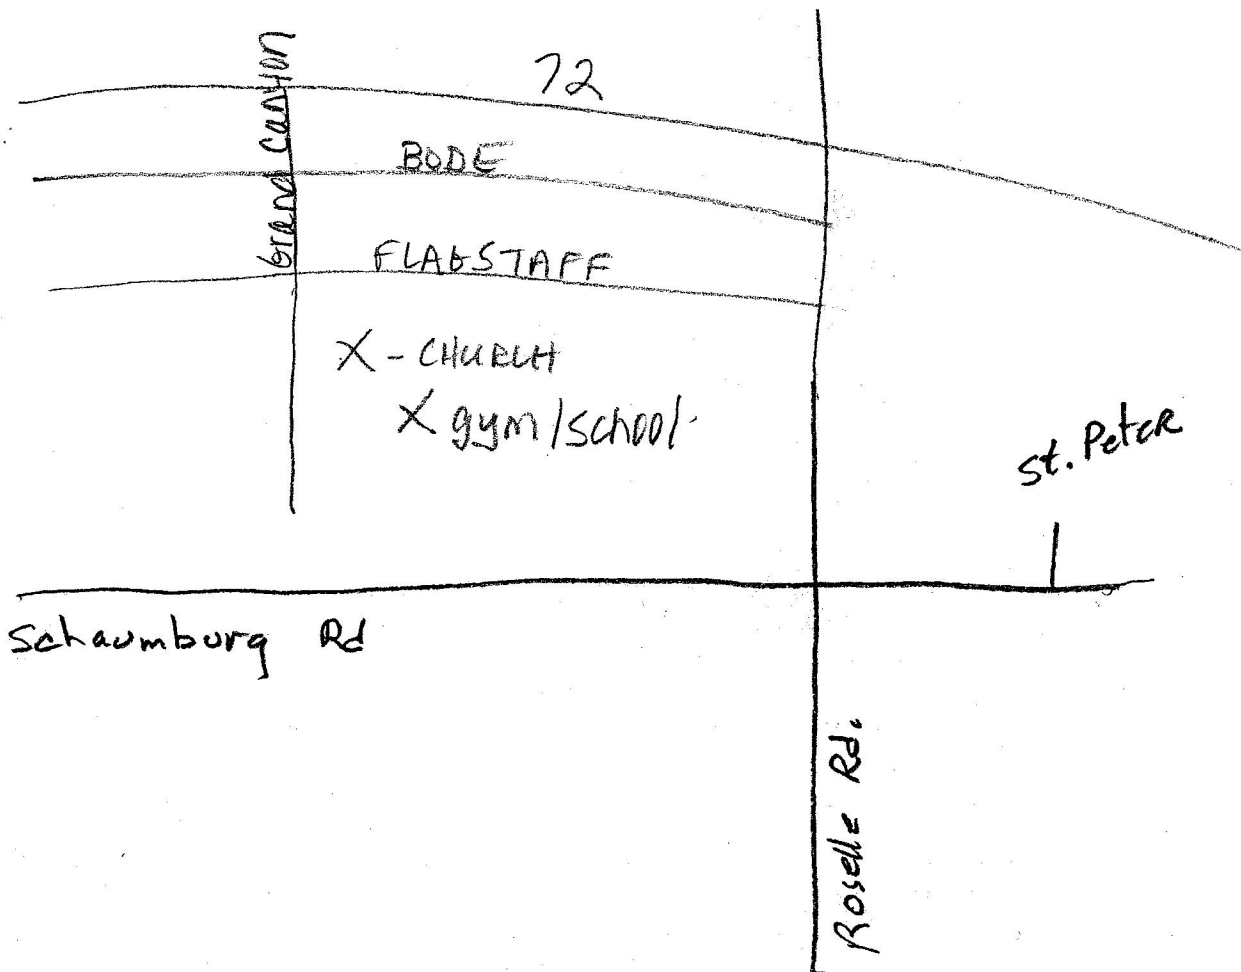 Grand Canyon
72
BODE
FLAGSTAFF
X - CHURCH
X gym/school
St. Peter
Schaumburg Rd
Roselle Rd.